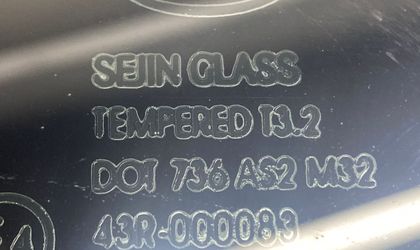 SEJIN GLASS
TEMPERED T3.2
DOT 736 AS2 M32
43R-000083